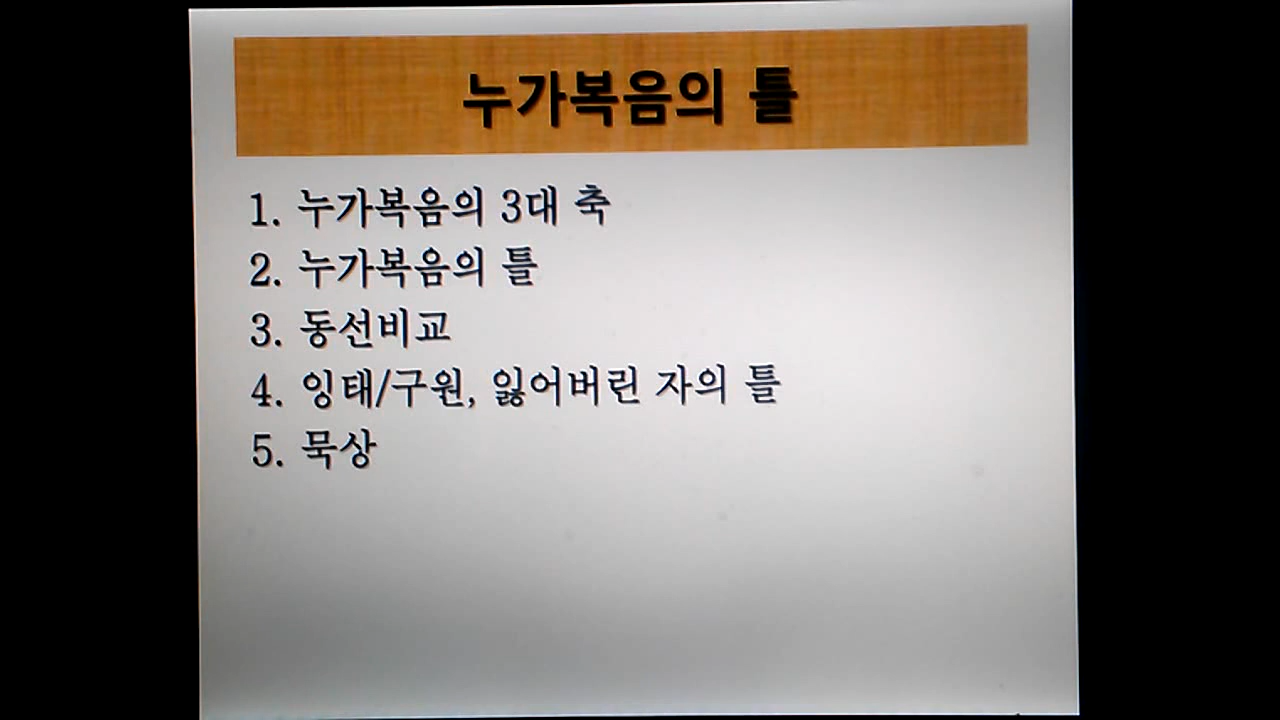 누가복음의 틀
1. 누가복음의 3대 축
2. 누가복음의 틀
3. 동선비교
4. 잉태/구원, 잃어버린 자의 틀
5. 묵상